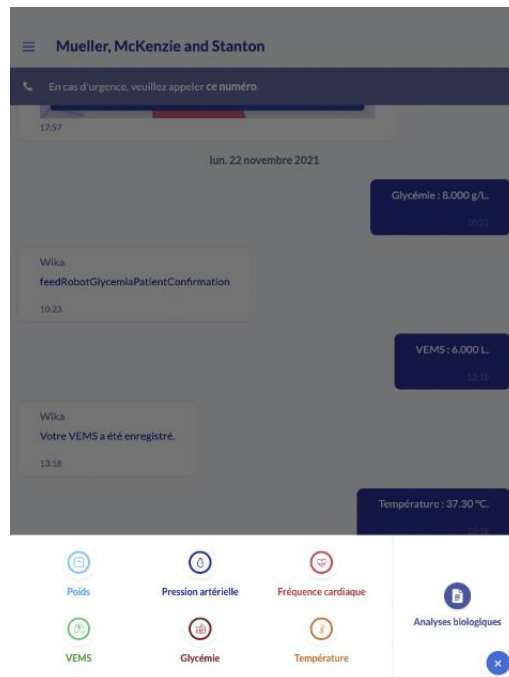 Mueller, McKenzie and Stanton
En cas d'urgence, veuillez appeler ce numéro.
17:57
lun. 22 novembre 2021
Glycémie : 8.000 g/L.
10:22
Wika
feedRobotGlycemiaPatientConfirmation
10:23
VEMS : 6.000 L.
13:18
Wika
Votre VEMS a été enregistré.
13:18
Température : 37.30 °C.
13:18
Poids
Pression artérielle
Fréquence cardiaque
Analyses biologiques
VEMS
Glycémie
Température